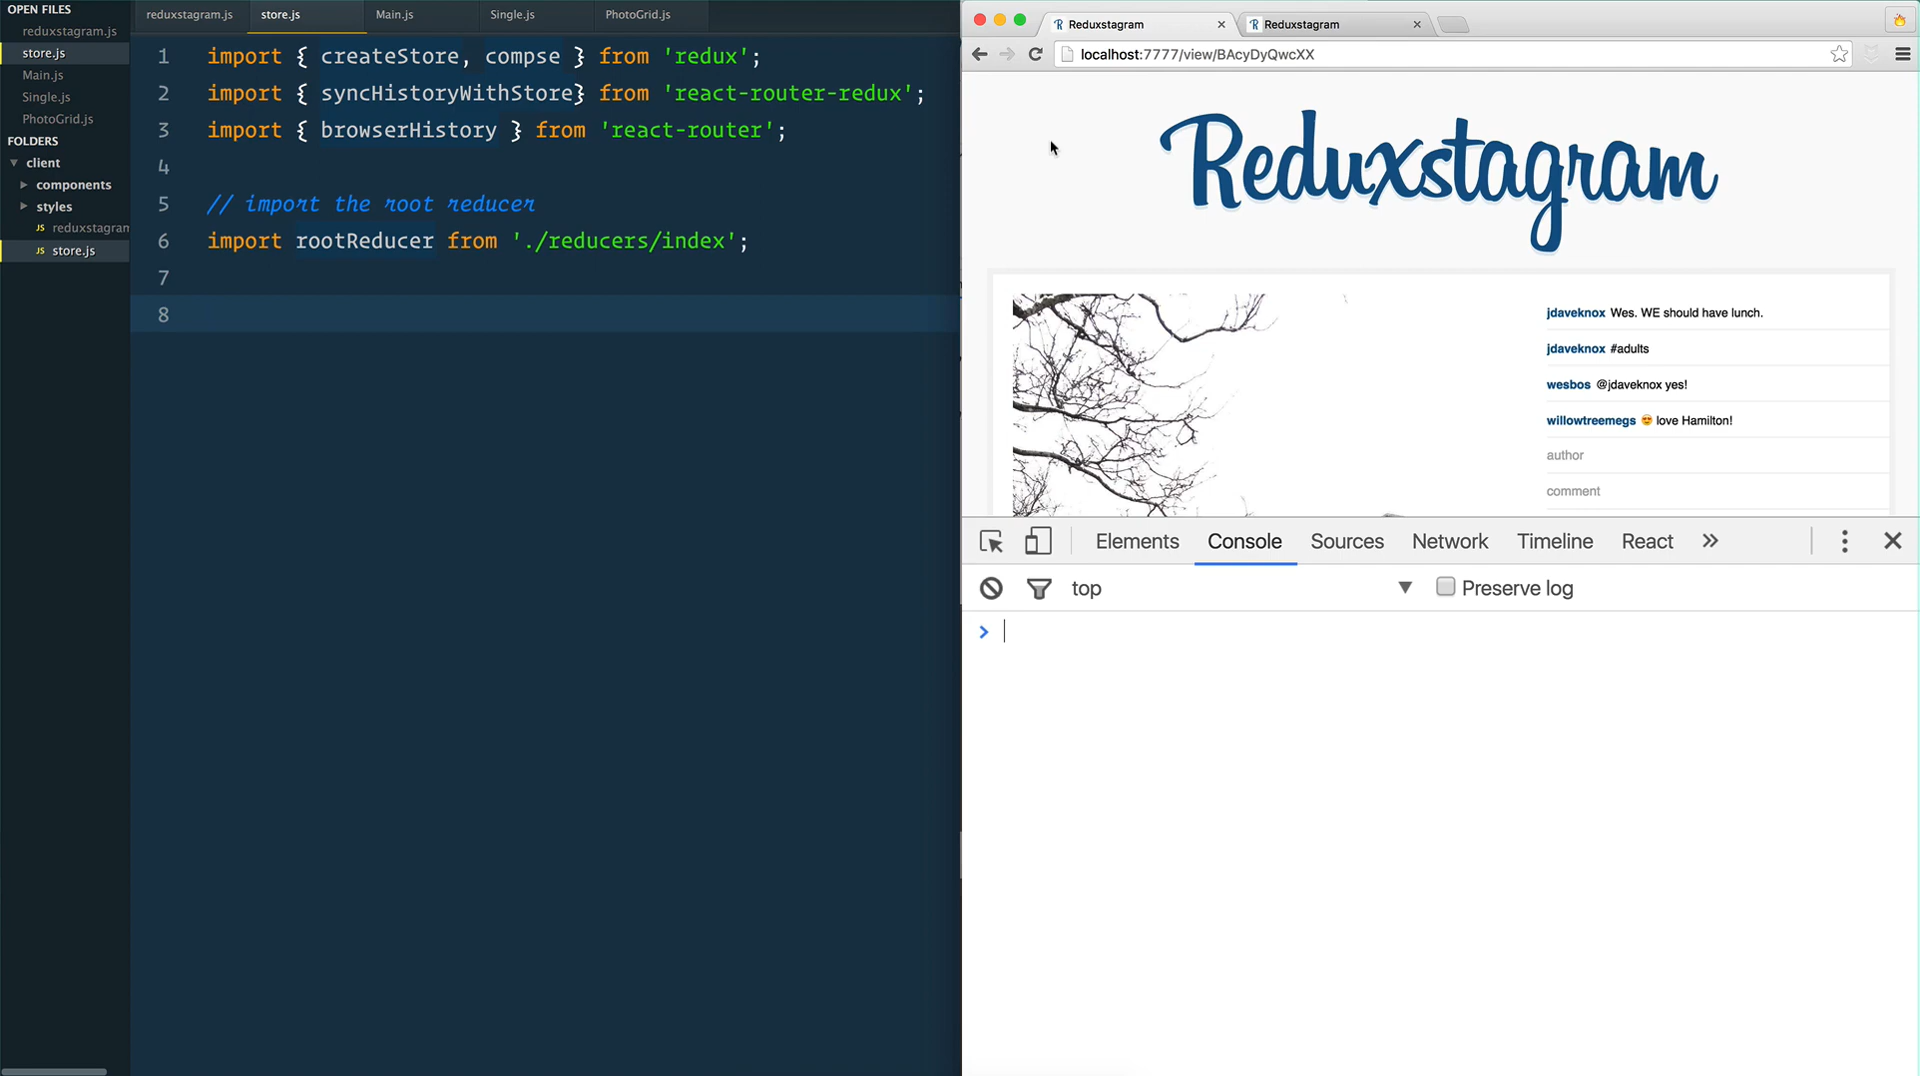 OPEN FILES
reduxstagram.js
store.js
Main.js
Single.js
PhotoGrid.js
FOLDERS
client
components
styles
JS reduxstagram
JS store.js
reduxstagram.js store.js Main.js Single.js PhotoGrid.js
1 import { createStore, compse } from 'redux';
2 import { syncHistoryWithStore} from 'react-router-redux';
3 import { browserHistory } from 'react-router';
4
5 // import the root reducer
6 import rootReducer from './reducers/index';
7
8
Reduxstagram Reduxstagram
localhost:7777/view/BAcyDyQwcXX
Reduxstagram
jdaveknox Wes. WE should have lunch.
jdaveknox #adults
wesbos @jdaveknox yes!
willowtreemegs 😍 love Hamilton!
author
comment
Elements Console Sources Network Timeline React »
top Preserve log
>